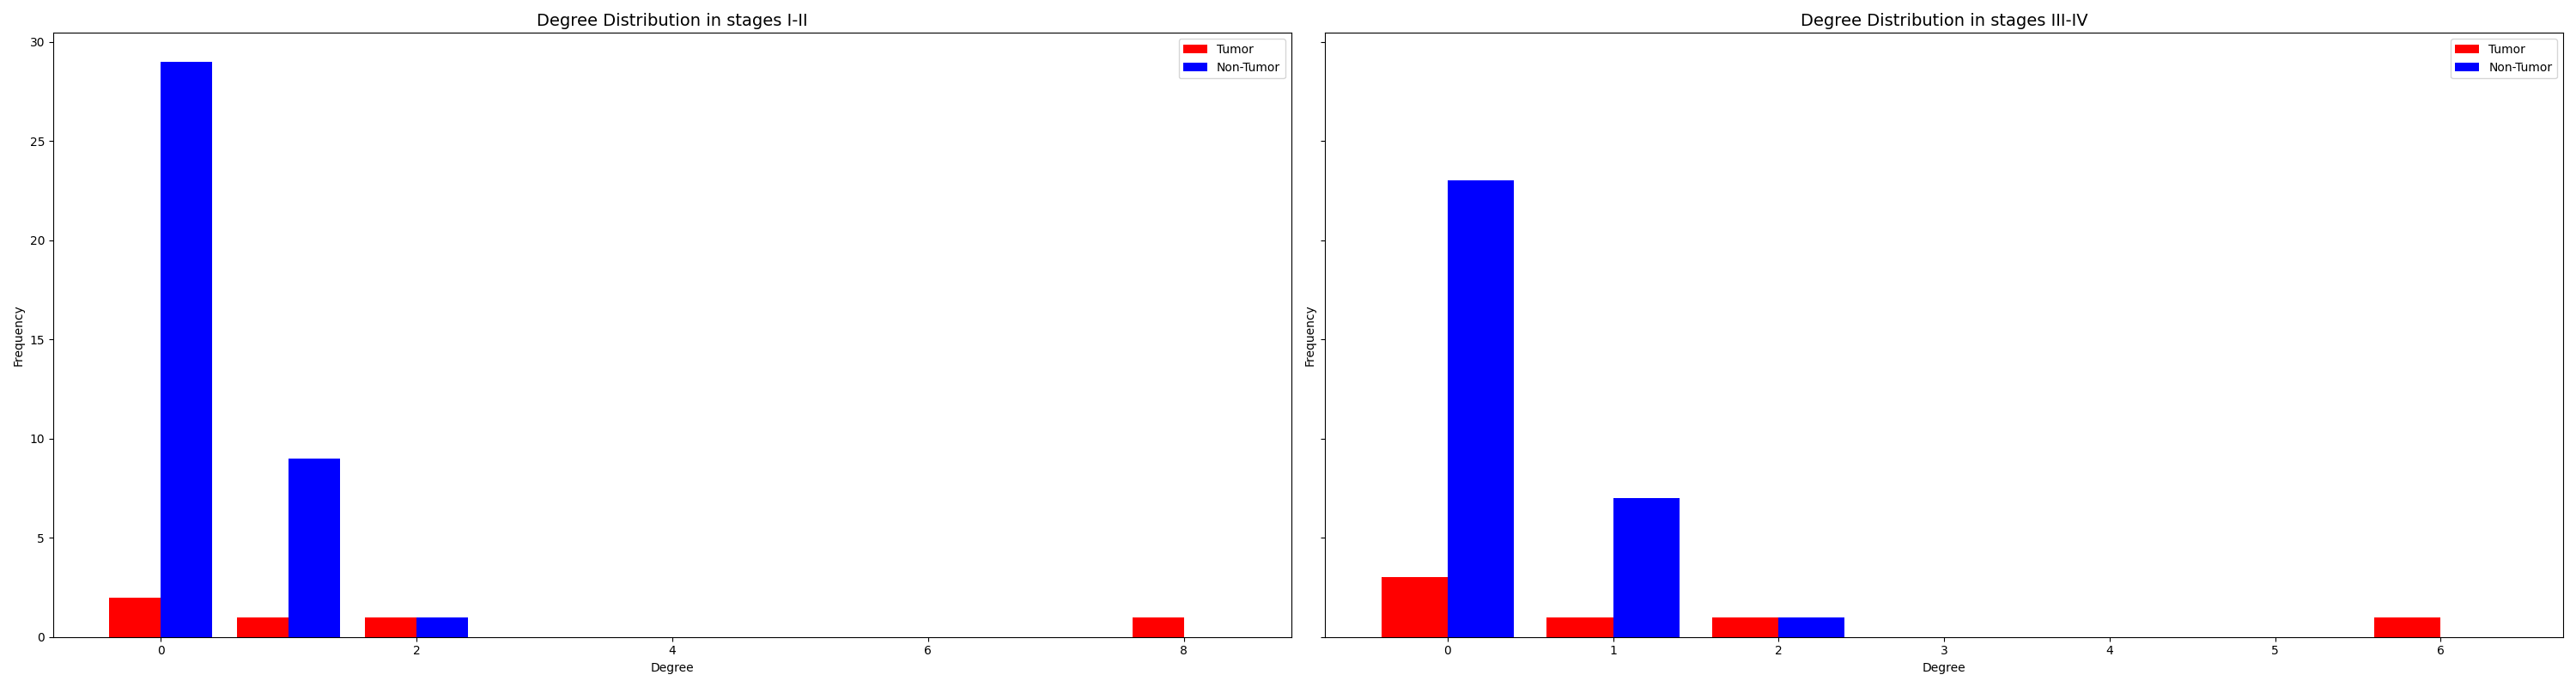 Degree Distribution in stages I-II
30
25
20
15
10
5
0
Frequency
Tumor
Non-Tumor
0 2 4 6 8
Degree
Degree Distribution in stages III-IV
Frequency
Tumor
Non-Tumor
0 1 2 3 4 5 6
Degree